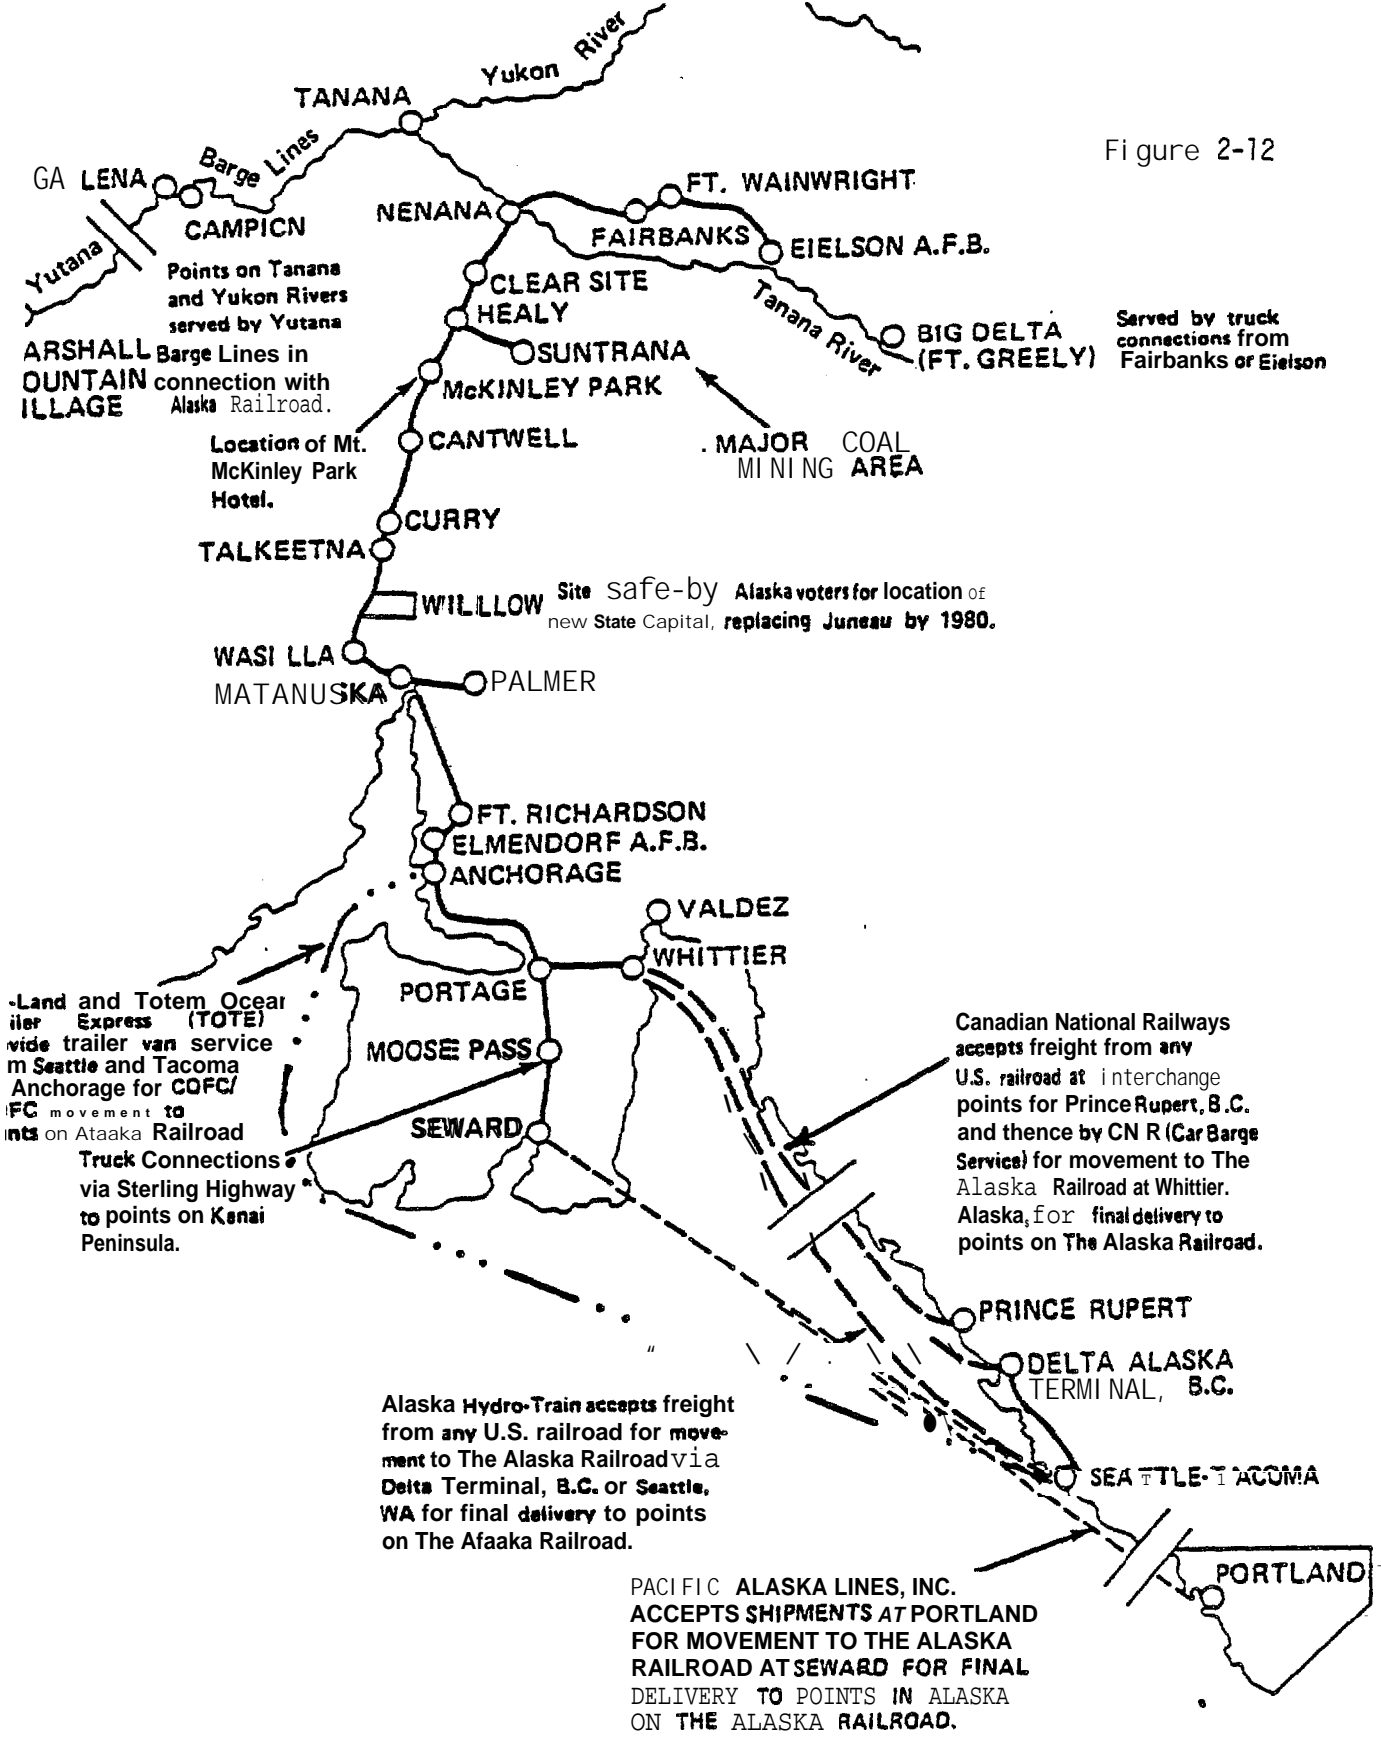 Yukon River
TANANA
Figure 2-12
Barge Lines
GA LENA
FT. WAINWRIGHT
NENANA
CAMPICN
FAIRBANKS
EIELSON A.F.B.
Yutana
Points on Tanana
and Yukon Rivers
served by Yutana
Barge Lines in
connection with
Alaska Railroad.
CLEAR SITE
HEALY
Tanana River
BIG DELTA
(FT. GREELY)
Served by truck
connections from
Fairbanks or Eielson
ARSHALL
OUNTAIN
ILLAGE
SUNTRANA
McKINLEY PARK
Location of Mt.
McKinley Park
Hotel.
CANTWELL
. MAJOR COAL
MINING AREA
CURRY
TALKEETNA
WILLLOW
Site safe-by Alaska voters for location of
new State Capital, replacing Juneau by 1980.
WASI LLA
MATANUSKA
PALMER
FT. RICHARDSON
ELMENDORF A.F.B.
ANCHORAGE
VALDEZ
WHITTIER
PORTAGE
-Land and Totem Ocear
iler Express (TOTE)
vide trailer van service
m Seattle and Tacoma
Anchorage for COFC/
FC movement to
nts on Ataaka Railroad
MOOSE PASS
SEWARD
Truck Connections
via Sterling Highway
to points on Kenai
Peninsula.
Canadian National Railways
accepts freight from any
U.S. railroad at interchange
points for Prince Rupert, B.C.
and thence by CN R (Car Barge
Service) for movement to The
Alaska Railroad at Whittier.
Alaska, for final delivery to
points on The Alaska Railroad.
PRINCE RUPERT
DELTA ALASKA
TERMINAL, B.C.
Alaska Hydro-Train accepts freight
from any U.S. railroad for move-
ment to The Alaska Railroad via
Delta Terminal, B.C. or Seattle,
WA for final delivery to points
on The Afaaka Railroad.
SEATTLE-TACOMA
PORTLAND
PACIFIC ALASKA LINES, INC.
ACCEPTS SHIPMENTS AT PORTLAND
FOR MOVEMENT TO THE ALASKA
RAILROAD AT SEWARD FOR FINAL
DELIVERY TO POINTS IN ALASKA
ON THE ALASKA RAILROAD.